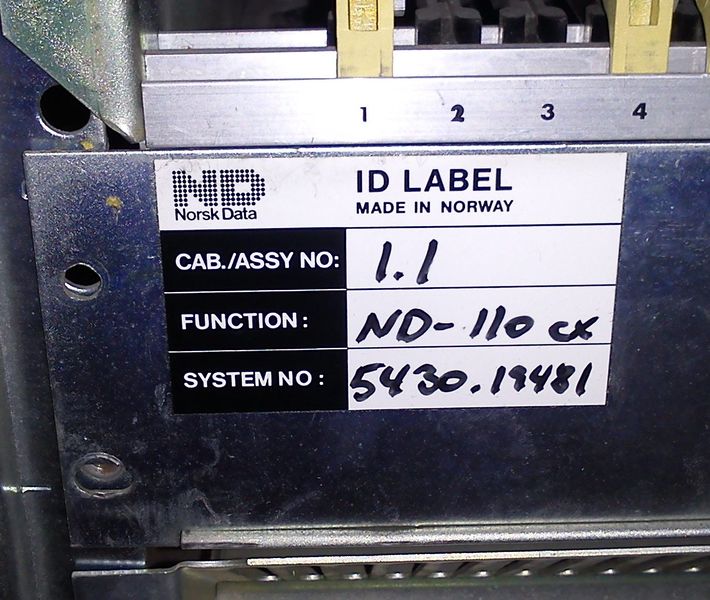 1 2 3 4
ND
Norsk Data
ID LABEL
MADE IN NORWAY
CAB./ASSY NO: 1.1
FUNCTION: ND-110 cx
SYSTEM NO: 5430.19481